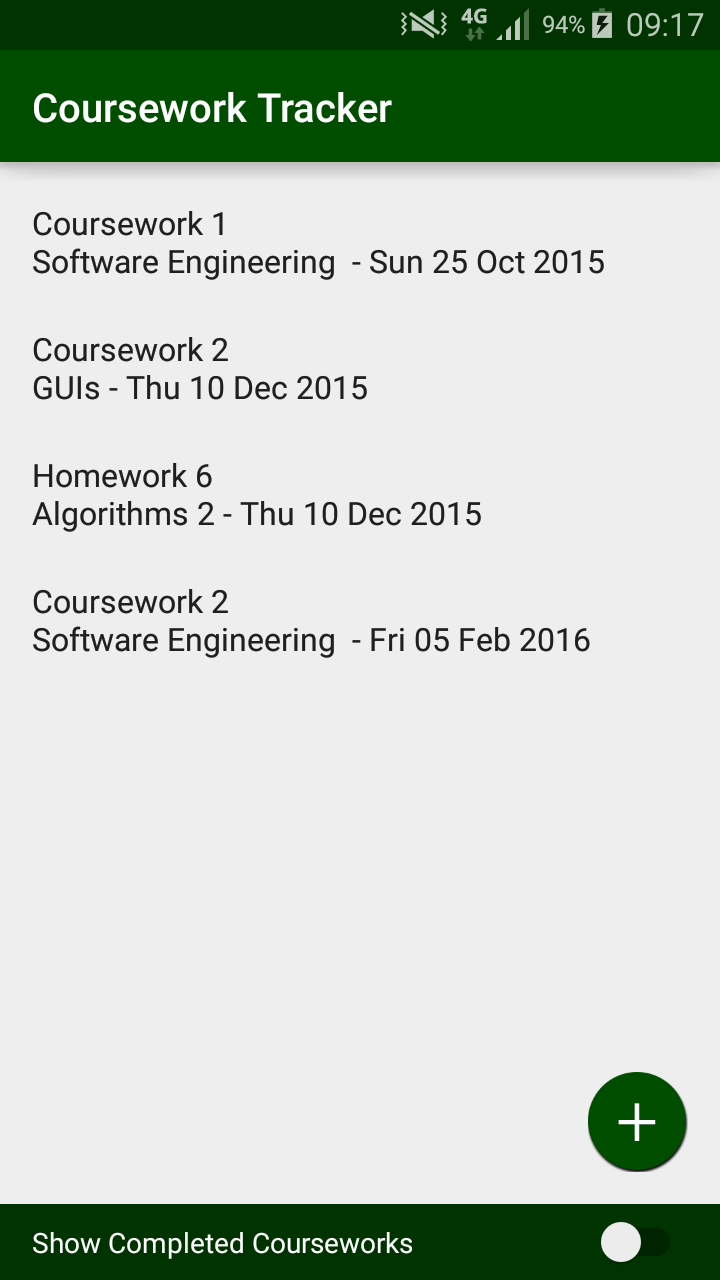 4G 94% 09:17
Coursework Tracker
Coursework 1
Software Engineering  - Sun 25 Oct 2015
Coursework 2
GUIs - Thu 10 Dec 2015
Homework 6
Algorithms 2 - Thu 10 Dec 2015
Coursework 2
Software Engineering  - Fri 05 Feb 2016
+
Show Completed Courseworks